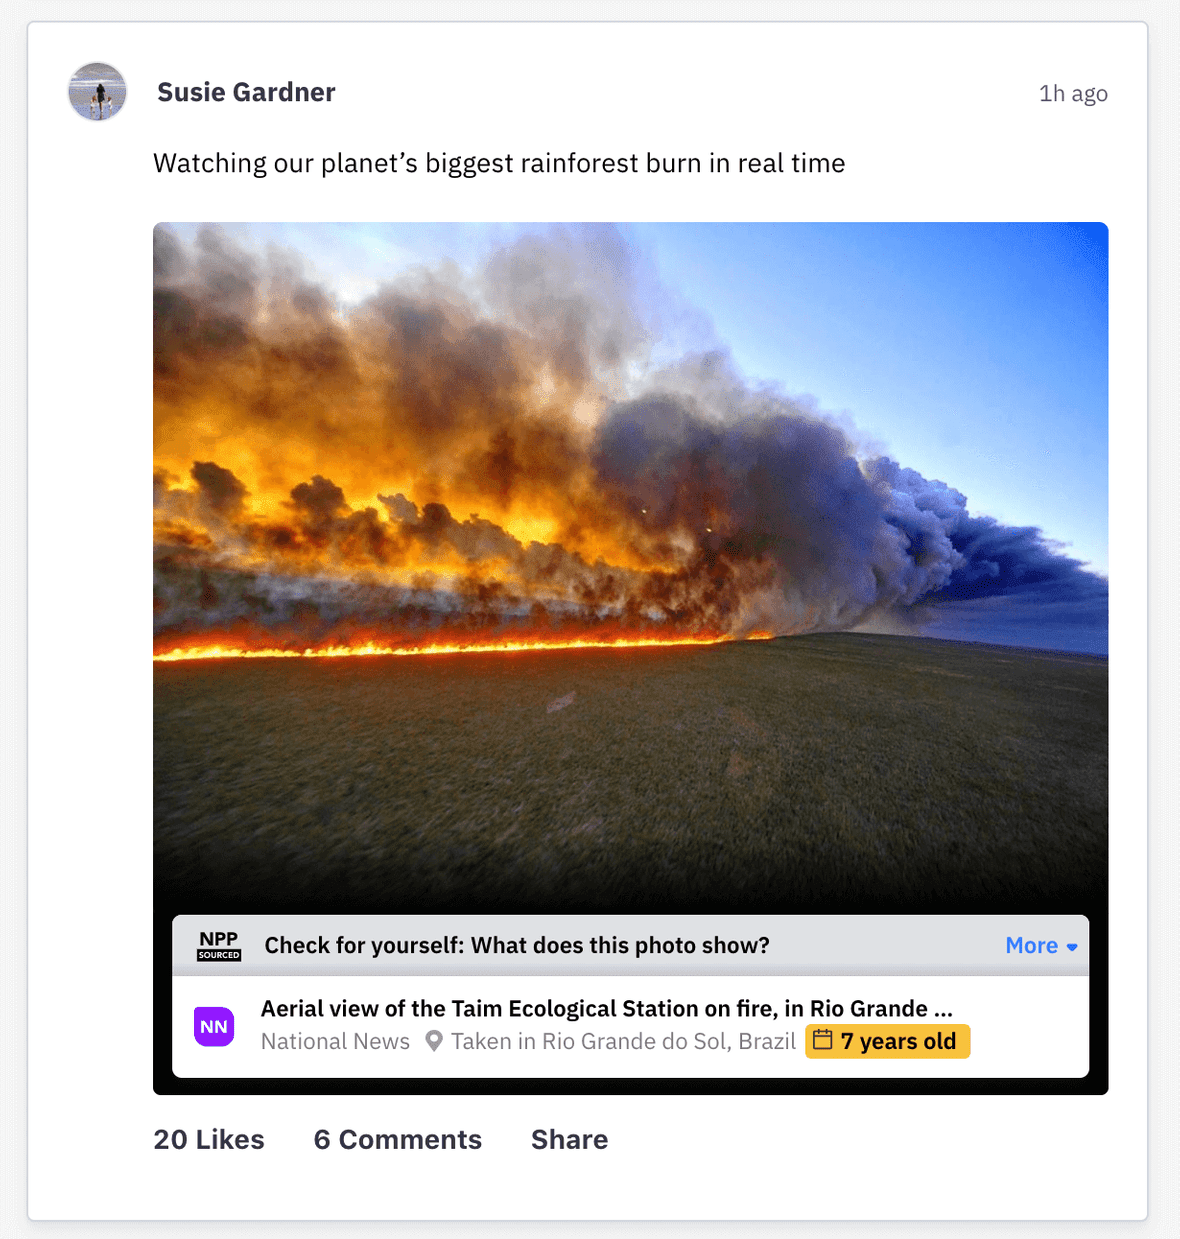 Susie Gardner
1h ago
Watching our planet’s biggest rainforest burn in real time
NPP
SOURCED
Check for yourself: What does this photo show?
More
NN
Aerial view of the Taim Ecological Station on fire, in Rio Grande ...
National News Taken in Rio Grande do Sol, Brazil 7 years old
20 Likes 6 Comments Share